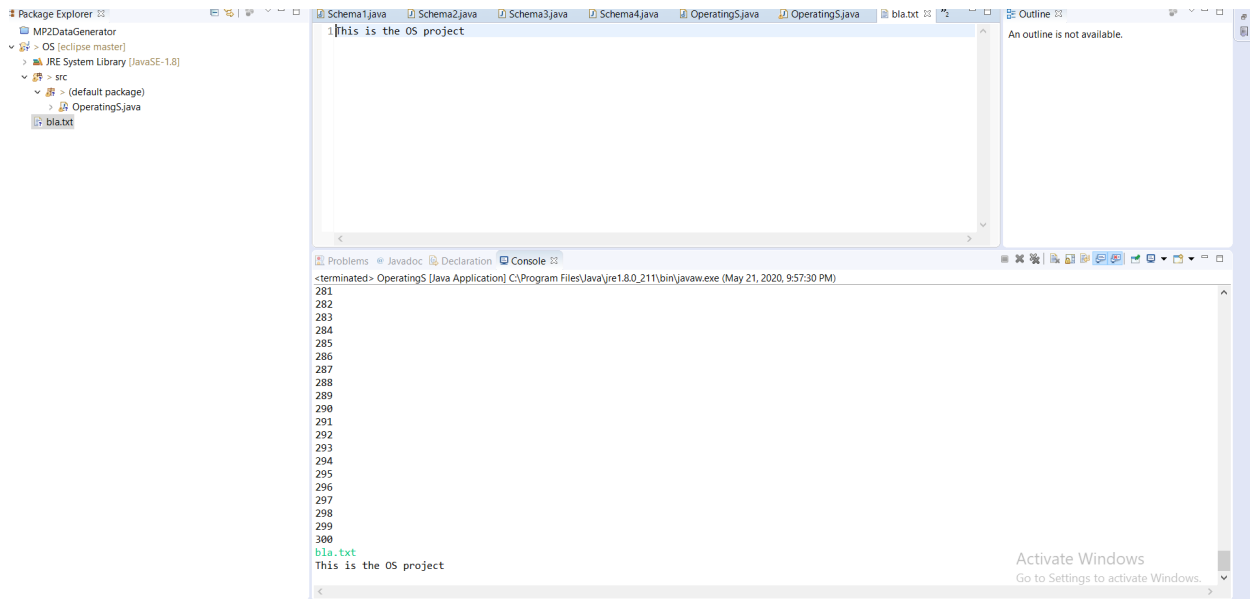 Package Explorer
MP2DataGenerator
> OS [eclipse master]
JRE System Library [JavaSE-1.8]
> src
> (default package)
OperatingS.java
bla.txt
Schema1.java Schema2.java Schema3.java Schema4.java OperatingS.java OperatingS.java bla.txt "2
1 This is the OS project
Outline
An outline is not available.
Problems @ Javadoc Declaration Console
<terminated> OperatingS [Java Application] C:\Program Files\Java\jre1.8.0_211\bin\javaw.exe (May 21, 2020, 9:57:30 PM)
281
282
283
284
285
286
287
288
289
290
291
292
293
294
295
296
297
298
299
300
bla.txt
This is the OS project
Activate Windows
Go to Settings to activate Windows.